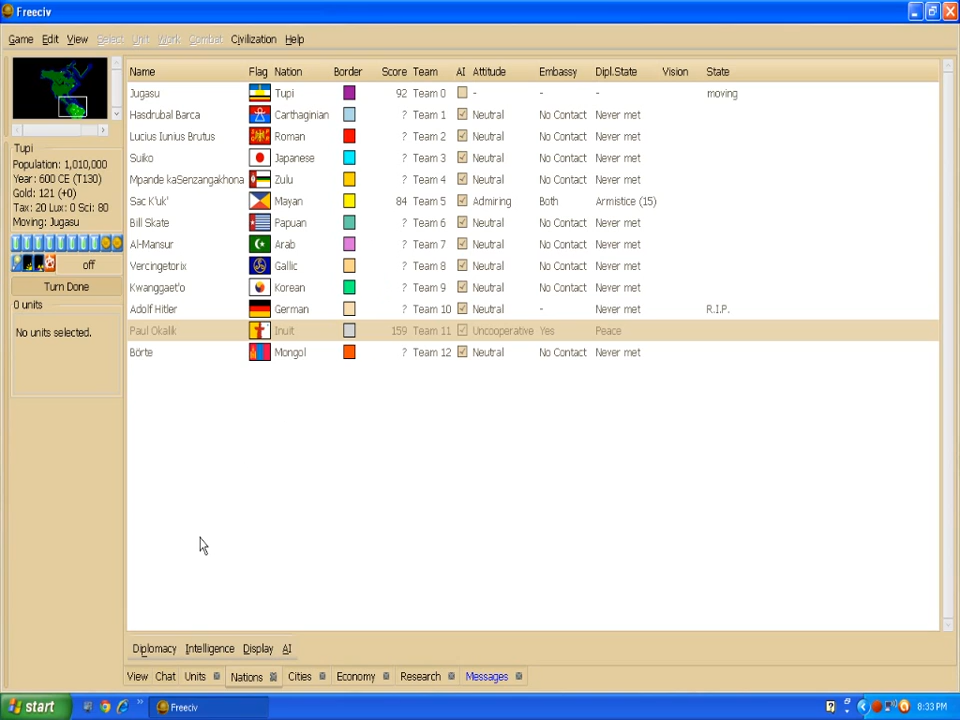 Freeciv
Game Edit View Select Unit Work Combat Civilization Help
Name Flag Nation Border Score Team AI Attitude Embassy Dipl.State Vision State
Jugasu Tupi 92 Team 0 - - - moving
Hasdrubal Barca Carthaginian ? Team 1 Neutral No Contact Never met
Lucius Iunius Brutus Roman ? Team 2 Neutral No Contact Never met
Suiko Japanese ? Team 3 Neutral No Contact Never met
Mpande kaSenzangakhona Zulu ? Team 4 Neutral No Contact Never met
Sac K'uk' Mayan 84 Team 5 Admiring Both Armistice (15)
Bill Skate Papuan ? Team 6 Neutral No Contact Never met
Al-Mansur Arab ? Team 7 Neutral No Contact Never met
Vercingetorix Gallic ? Team 8 Neutral No Contact Never met
Kwanggaet'o Korean ? Team 9 Neutral No Contact Never met
Adolf Hitler German ? Team 10 Neutral - Never met R.I.P.
Paul Okalik Inuit 159 Team 11 Uncooperative Yes Peace
Börte Mongol ? Team 12 Neutral No Contact Never met
Tupi
Population: 1,010,000
Year: 600 CE (T130)
Gold: 121 (+0)
Tax: 20 Lux: 0 Sci: 80
Moving: Jugasu
off
Turn Done
0 units
No units selected.
Diplomacy Intelligence Display AI
View Chat Units Nations Cities Economy Research Messages
start Freeciv 8:33 PM